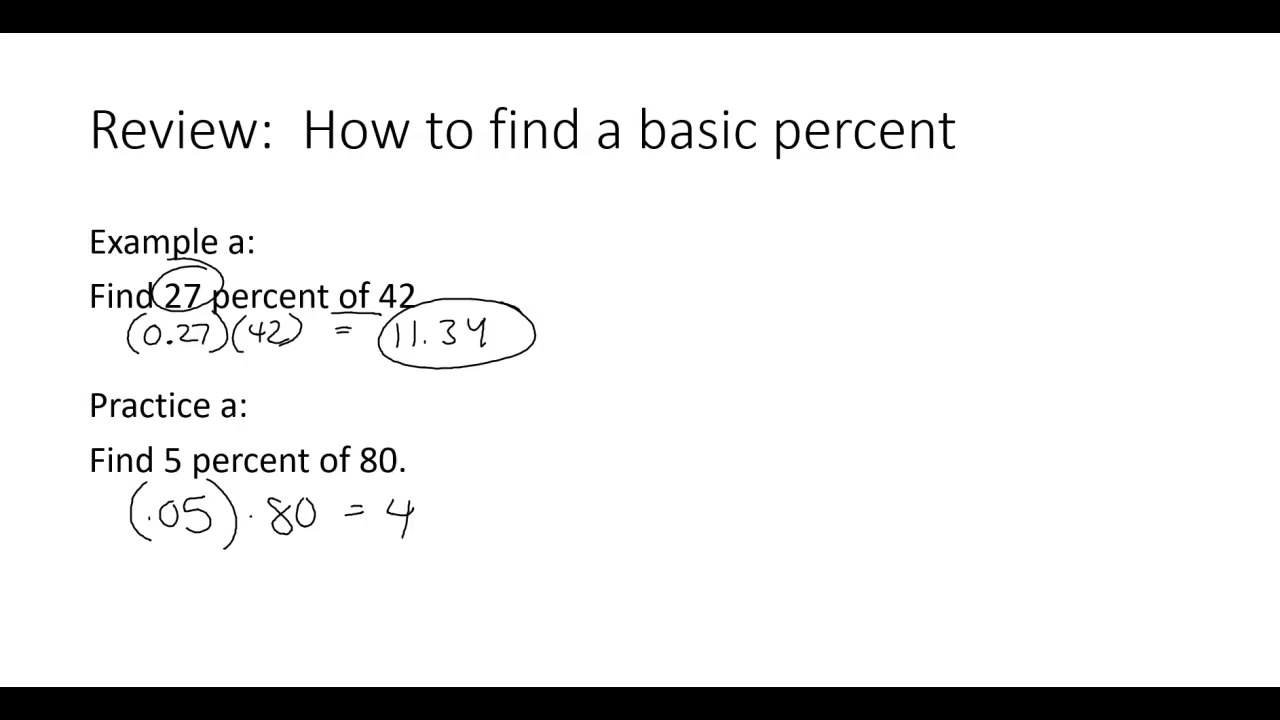 Review: How to find a basic percent
Example a:
Find 27 percent of 42
(0.27)(42) = 11.34
Practice a:
Find 5 percent of 80.
(.05) · 80 = 4